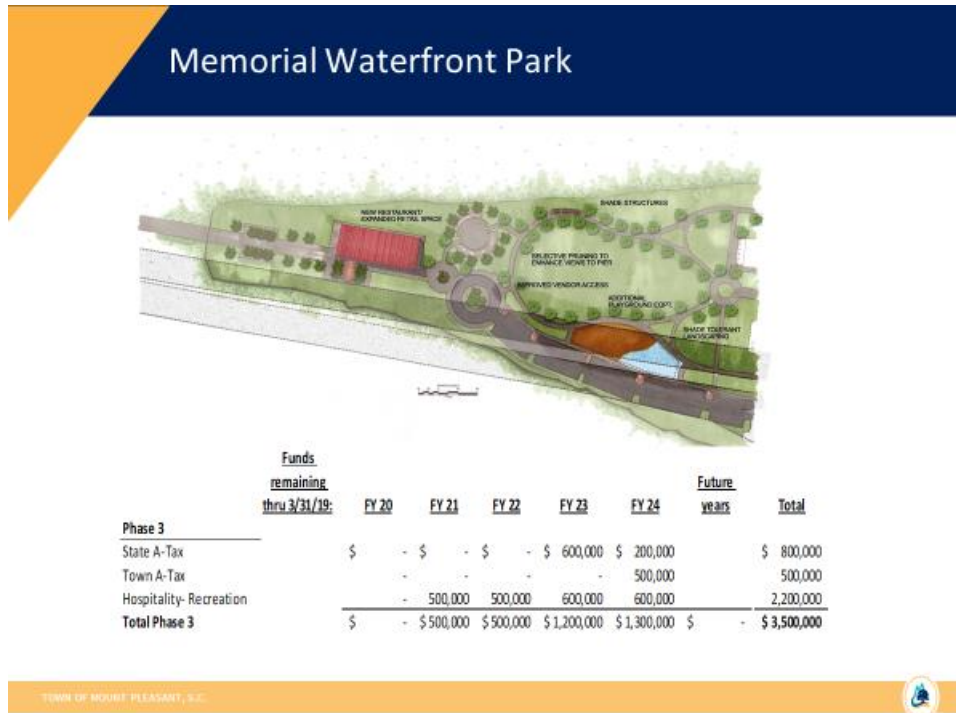 Memorial Waterfront Park
NEW RESTAURANT/
EXPANDED RETAIL SPACE
SHADE STRUCTURES
SELECTIVE PRUNING TO
ENHANCE VIEWS TO PIER
IMPROVED VENDOR ACCESS
ADDITIONAL
PLAYGROUND EQPT.
SHADE TOLERANT
LANDSCAPING
Funds
remaining Future
thru 3/31/19: FY 20 FY 21 FY 22 FY 23 FY 24 years Total
Phase 3
State A-Tax $ - $ - $ - $ 600,000 $ 200,000 $ 800,000
Town A-Tax - - - - 500,000 500,000
Hospitality- Recreation - 500,000 500,000 600,000 600,000 2,200,000
Total Phase 3 $ - $ 500,000 $ 500,000 $ 1,200,000 $ 1,300,000 $ - $ 3,500,000
TOWN OF MOUNT PLEASANT, S.C.